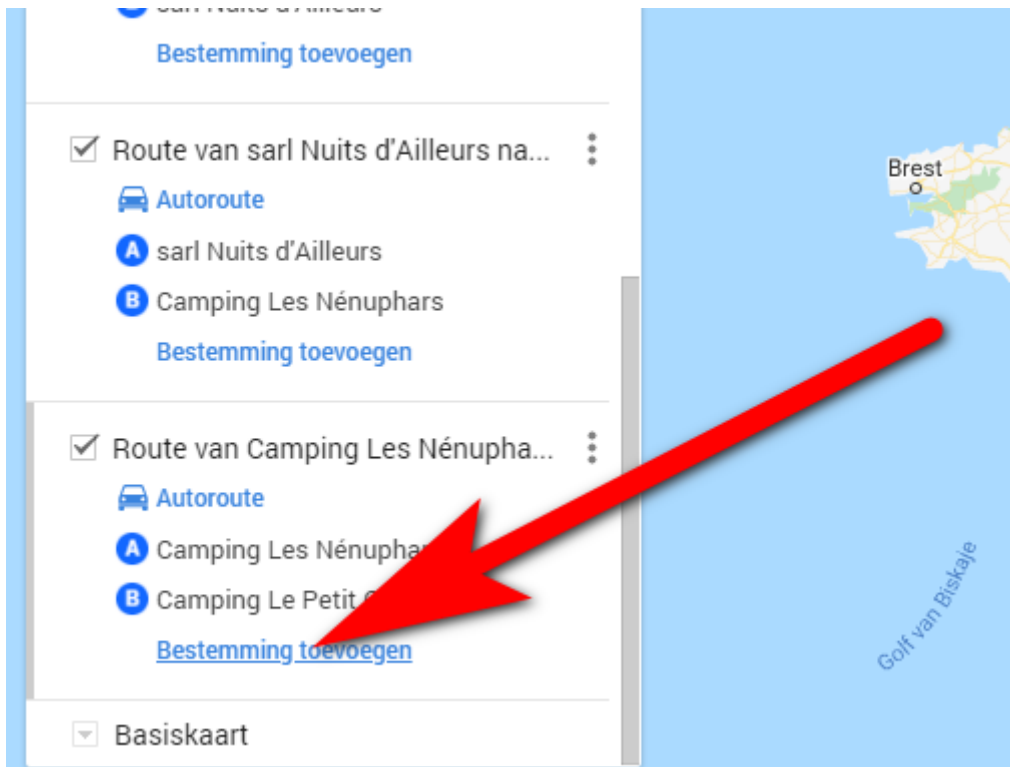 Bestemming toevoegen
Route van sarl Nuits d'Ailleurs na...
Autoroute
A sarl Nuits d'Ailleurs
B Camping Les Nénuphars
Bestemming toevoegen
Route van Camping Les Nénupha...
Autoroute
A Camping Les Nénuphar
B Camping Le Petit
Bestemming toevoegen
Basiskaart
Brest
Golf van Biskaje